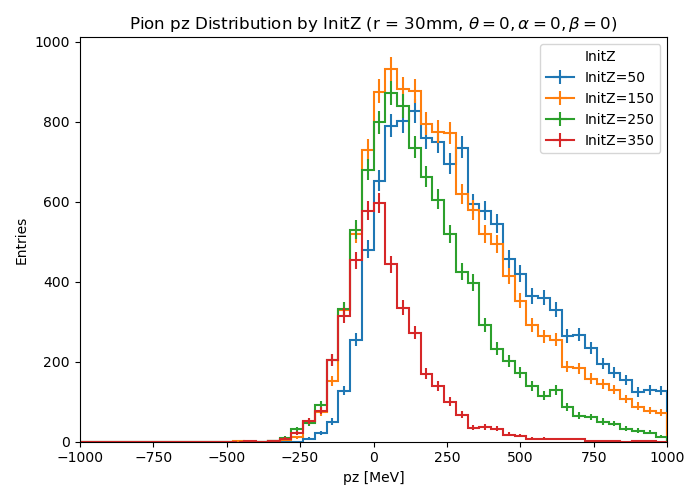 Pion pz Distribution by InitZ (r = 30mm, θ = 0, α = 0, β = 0)
Entries
1000
800
600
400
200
0
InitZ
InitZ=50
InitZ=150
InitZ=250
InitZ=350
−1000 −750 −500 −250 0 250 500 750 1000
pz [MeV]